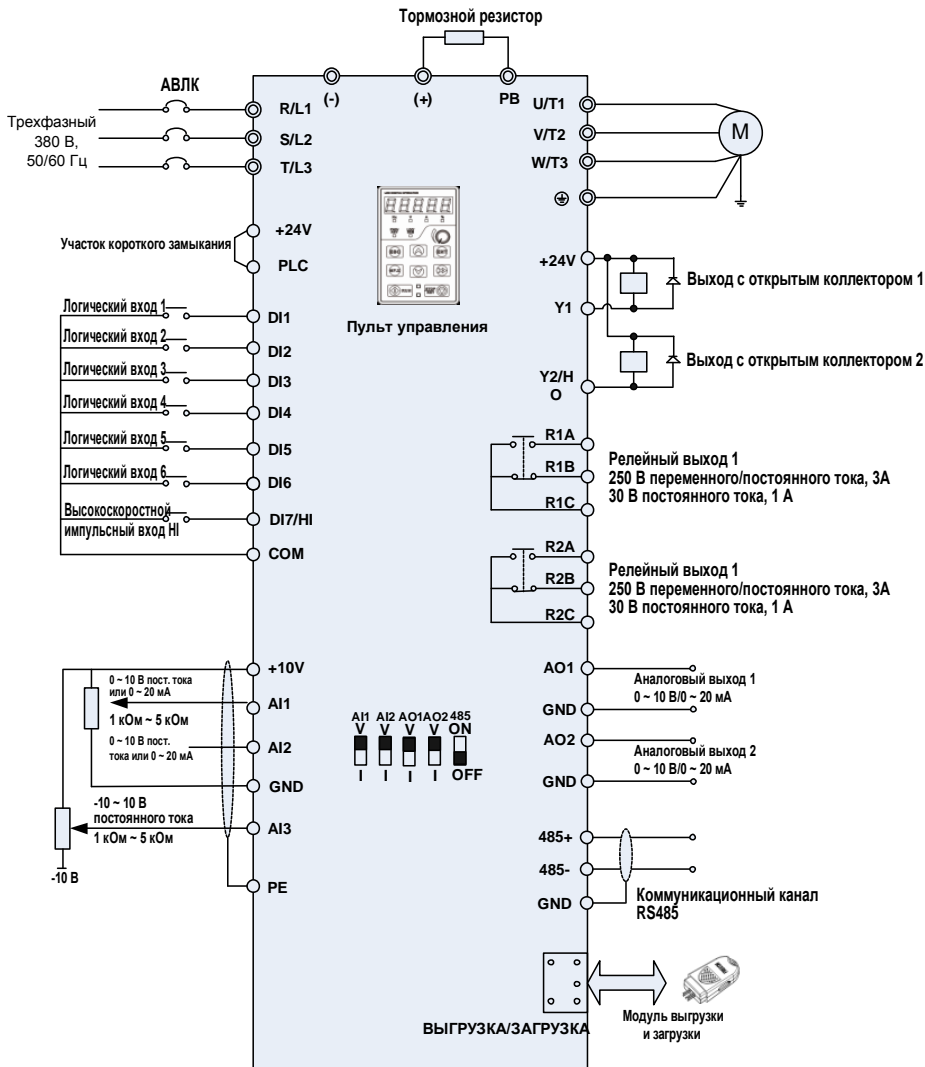 Тормозной резистор
АВЛК
(-)
(+)
PB
Трехфазный
380 В,
50/60 Гц
R/L1
S/L2
T/L3
U/T1
V/T2
W/T3
M
Участок короткого замыкания
+24V
PLC
Пульт управления
+24V
Y1
Y2/H
O
Выход с открытым коллектором 1
Выход с открытым коллектором 2
Логический вход 1
DI1
Логический вход 2
DI2
Логический вход 3
DI3
Логический вход 4
DI4
Логический вход 5
DI5
Логический вход 6
DI6
Высокоскоростной
импульсный вход HI
DI7/HI
COM
R1A
R1B
R1C
Релейный выход 1
250 В переменного/постоянного тока, 3А
30 В постоянного тока, 1 А
R2A
R2B
R2C
Релейный выход 1
250 В переменного/постоянного тока, 3А
30 В постоянного тока, 1 А
+10V
0 ~ 10 В пост. тока
или 0 ~ 20 мА
AI1
1 кОм ~ 5 кОм
0 ~ 10 В пост.
тока или 0 ~ 20 мА
AI2
GND
-10 ~ 10 В
постоянного тока
1 кОм ~ 5 кОм
AI3
-10 В
PE
AI1 AI2 AO1 AO2 485
V V V V ON
I I I I OFF
AO1
GND
Аналоговый выход 1
0 ~ 10 В/0 ~ 20 мА
AO2
GND
Аналоговый выход 2
0 ~ 10 В/0 ~ 20 мА
485+
485-
GND
Коммуникационный канал
RS485
ВЫГРУЗКА/ЗАГРУЗКА
Модуль выгрузки
и загрузки